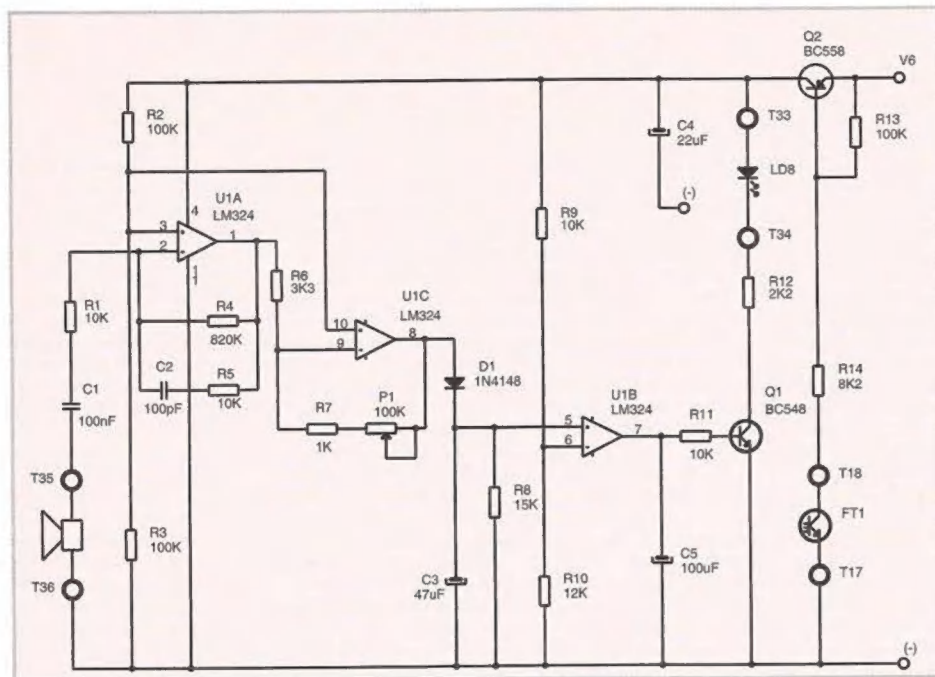 Q2
BC558
V6
R2
100K
C4
22uF
(-)
T33
R13
100K
LD8
U1A
LM324
4
3
2
1
R9
10K
T34
R6
3K3
R12
2K2
R1
10K
R4
820K
U1C
LM324
10
9
8
C2
100pF
R5
10K
D1
1N4148
R14
8K2
C1
100nF
R7
1K
P1
100K
U1B
LM324
Q1
BC548
5
6
7
R11
10K
T35
R8
15K
T18
FT1
R3
100K
T36
C3
47uF
R10
12K
C5
100uF
T17
(-)